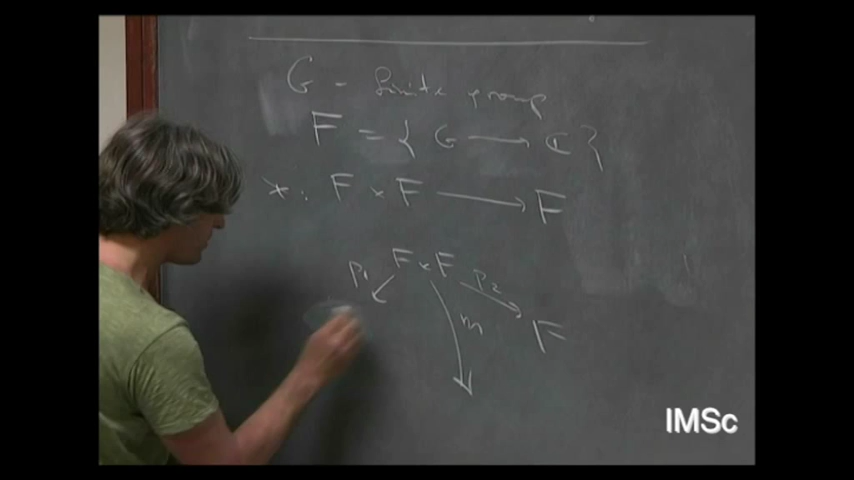 G - finite group
F = { G ⟶ ℂ }
* : F × F ⟶ F
F × F
p₁ p₂
m F
IMSc